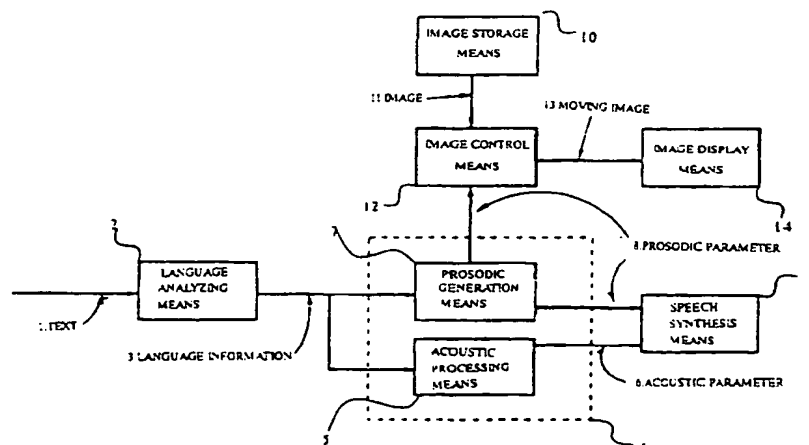 IMAGE STORAGE
MEANS
10
11 IMAGE
13 MOVING IMAGE
IMAGE CONTROL
MEANS
IMAGE DISPLAY
MEANS
12
14
2
7
8.PROSODIC PARAMETER
LANGUAGE
ANALYZING
MEANS
PROSODIC
GENERATION
MEANS
SPEECH
SYNTHESIS
MEANS
1.TEXT
3.LANGUAGE INFORMATION
ACOUSTIC
PROCESSING
MEANS
6.ACOUSTIC PARAMETER
5